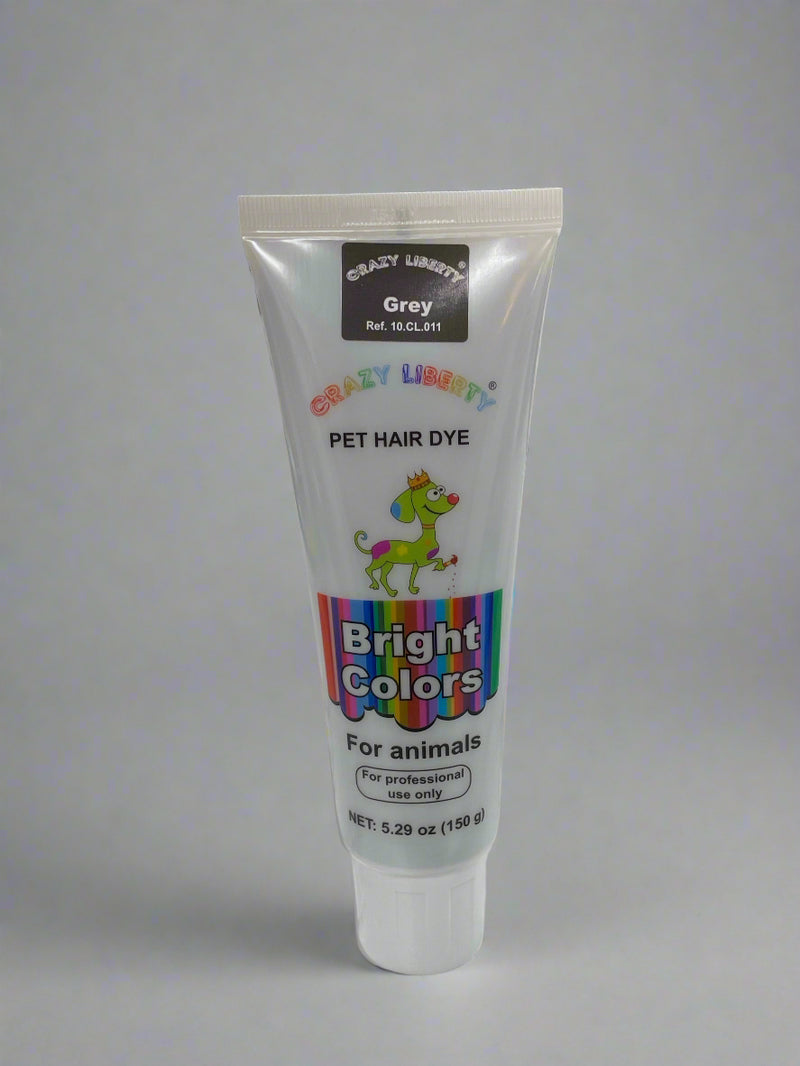 CRAZY LIBERTY®
Grey
Ref. 10.CL.011
CRAZY LIBERTY®
PET HAIR DYE
Bright
Colors
For animals
For professional
use only
NET: 5.29 oz (150 g)